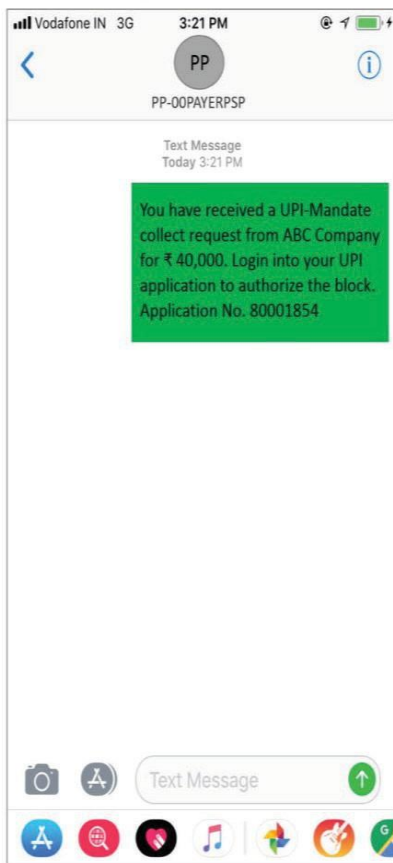 Vodafone IN 3G 3:21 PM
PP
PP-00PAYERPSP
Text Message
Today 3:21 PM
You have received a UPI-Mandate
collect request from ABC Company
for ₹ 40,000. Login into your UPI
application to authorize the block.
Application No. 80001854
Text Message
G